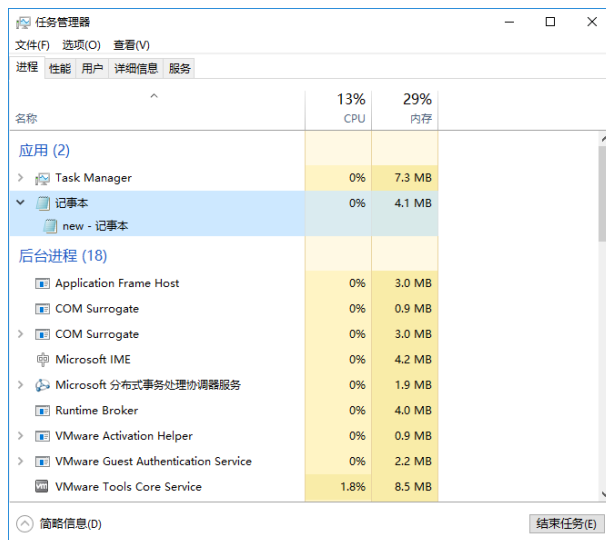 任务管理器
文件(F) 选项(O) 查看(V)
进程 性能 用户 详细信息 服务
13% 29%
名称 CPU 内存
应用 (2)
Task Manager 0% 7.3 MB
记事本 0% 4.1 MB
new - 记事本
后台进程 (18)
Application Frame Host 0% 3.0 MB
COM Surrogate 0% 0.9 MB
COM Surrogate 0% 3.0 MB
Microsoft IME 0% 4.2 MB
Microsoft 分布式事务处理协调器服务 0% 1.9 MB
Runtime Broker 0% 4.0 MB
VMware Activation Helper 0% 0.9 MB
VMware Guest Authentication Service 0% 2.2 MB
VMware Tools Core Service 1.8% 8.5 MB
简略信息(D) 结束任务(E)